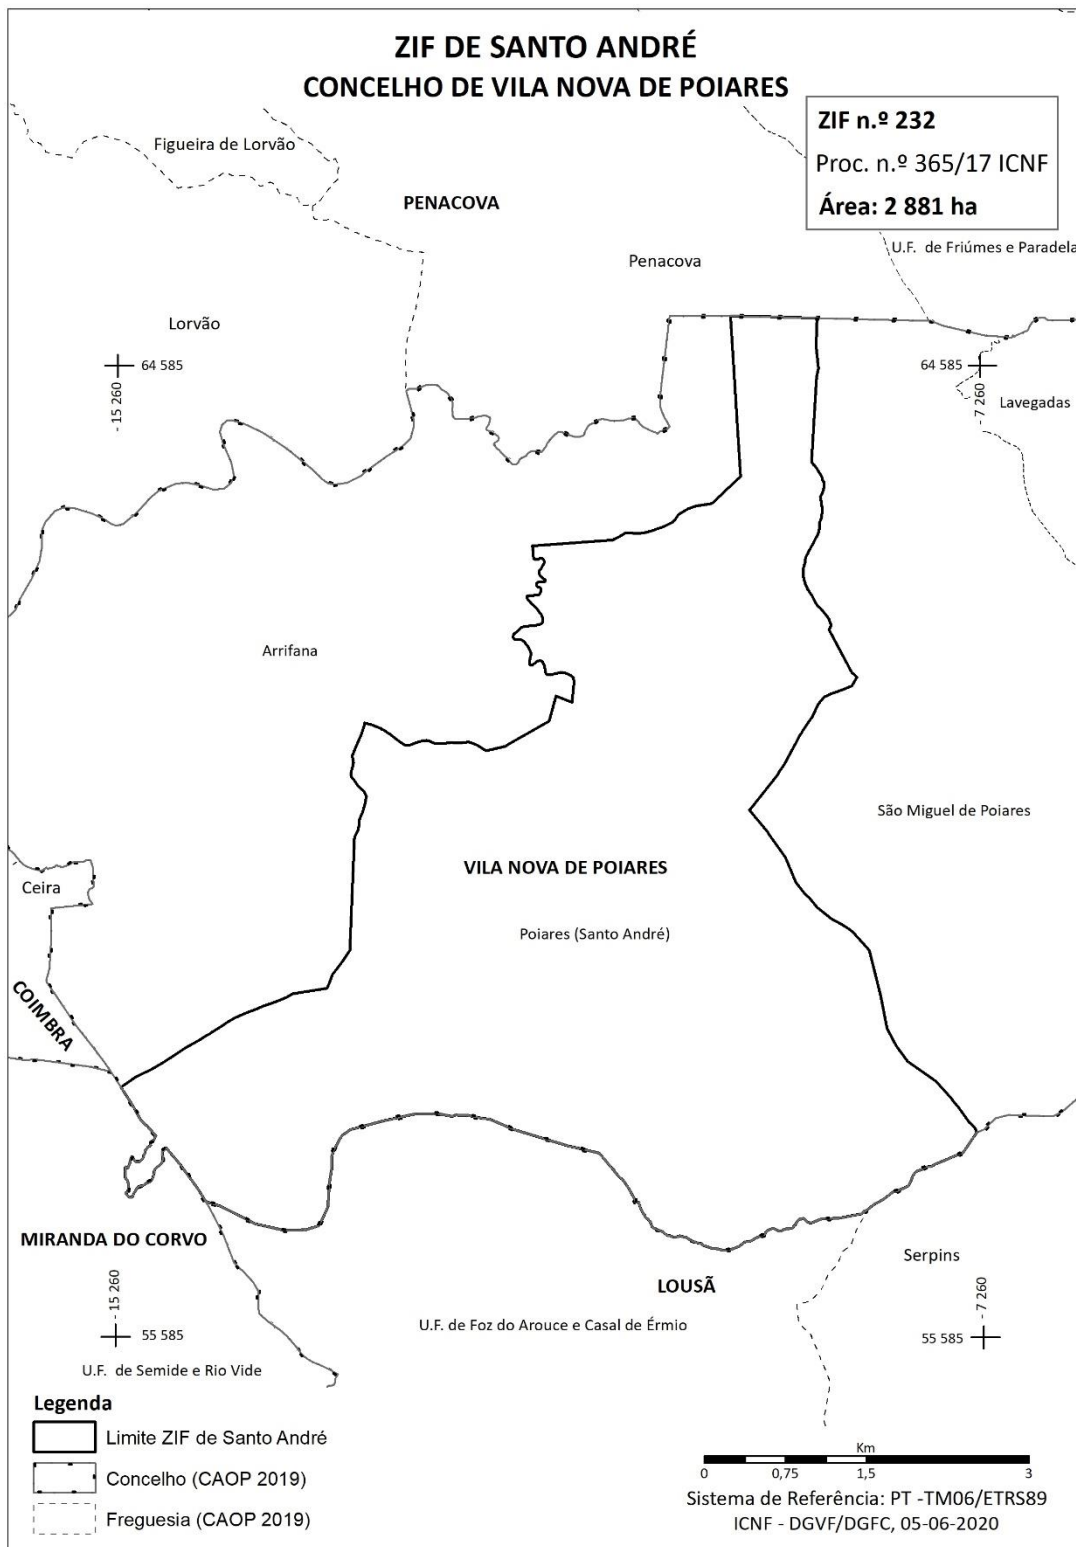 ZIF DE SANTO ANDRÉ
CONCELHO DE VILA NOVA DE POIARES
ZIF n.º 232
Proc. n.º 365/17 ICNF
Área: 2 881 ha
Figueira de Lorvão
PENACOVA
U.F. de Friúmes e Paradela
Penacova
Lorvão
64 585
- 15 260
64 585
- 7 260
Lavegadas
Arrifana
São Miguel de Poiares
VILA NOVA DE POIARES
Ceira
Poiares (Santo André)
COIMBRA
MIRANDA DO CORVO
Serpins
LOUSÃ
- 15 260
55 585
- 7 260
55 585
U.F. de Foz do Arouce e Casal de Érmio
U.F. de Semide e Rio Vide
Legenda
Limite ZIF de Santo André
Concelho (CAOP 2019)
Freguesia (CAOP 2019)
Km
0 0,75 1,5 3
Sistema de Referência: PT -TM06/ETRS89
ICNF - DGVF/DGFC, 05-06-2020